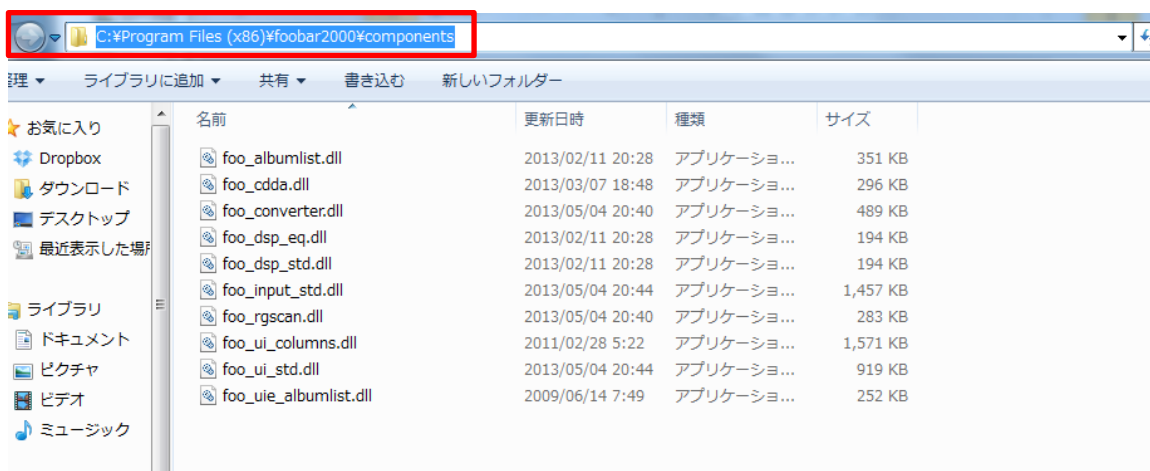 C:¥Program Files (x86)¥foobar2000¥components
整理 ライブラリに追加 共有 書き込む 新しいフォルダー
お気に入り
Dropbox
ダウンロード
デスクトップ
最近表示した場所
ライブラリ
ドキュメント
ピクチャ
ビデオ
ミュージック
名前 更新日時 種類 サイズ
foo_albumlist.dll 2013/02/11 20:28 アプリケーショ... 351 KB
foo_cdda.dll 2013/03/07 18:48 アプリケーショ... 296 KB
foo_converter.dll 2013/05/04 20:40 アプリケーショ... 489 KB
foo_dsp_eq.dll 2013/02/11 20:28 アプリケーショ... 194 KB
foo_dsp_std.dll 2013/02/11 20:28 アプリケーショ... 194 KB
foo_input_std.dll 2013/05/04 20:44 アプリケーショ... 1,457 KB
foo_rgscan.dll 2013/05/04 20:40 アプリケーショ... 283 KB
foo_ui_columns.dll 2011/02/28 5:22 アプリケーショ... 1,571 KB
foo_ui_std.dll 2013/05/04 20:44 アプリケーショ... 919 KB
foo_uie_albumlist.dll 2009/06/14 7:49 アプリケーショ... 252 KB